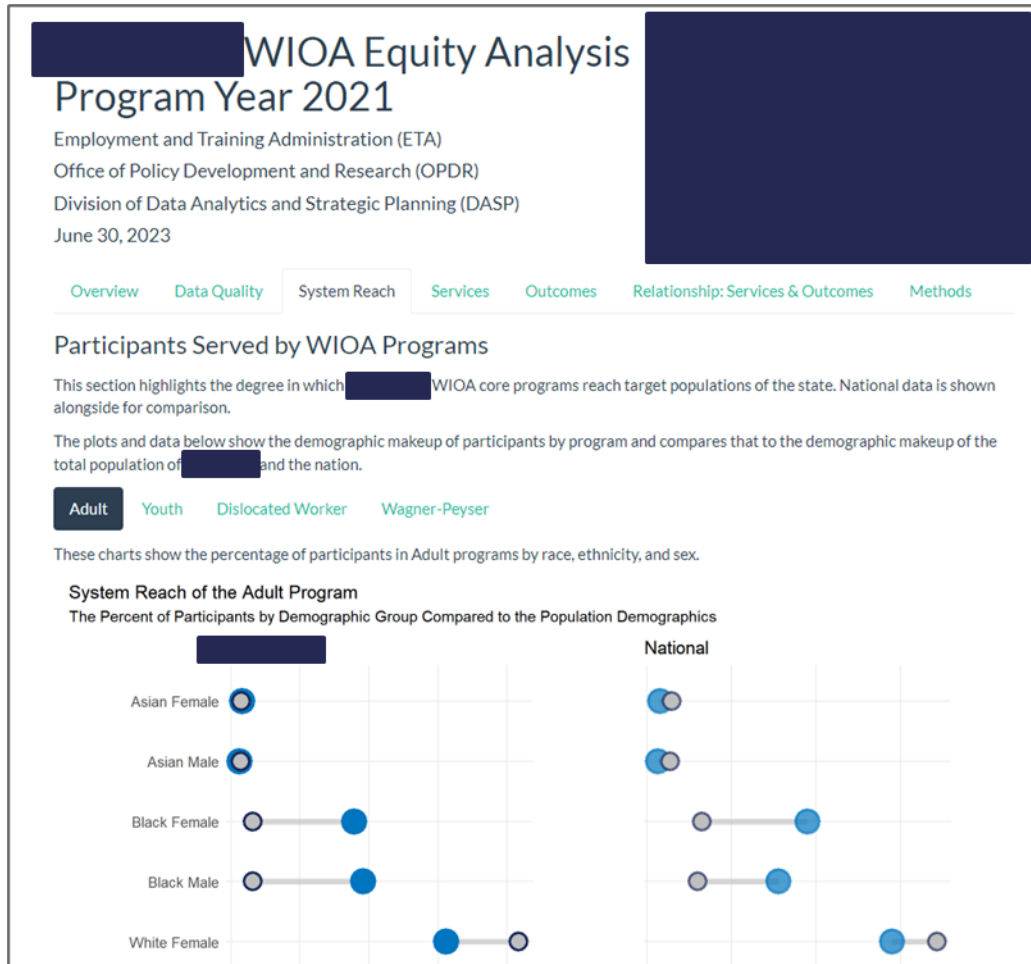 WIOA Equity Analysis
Program Year 2021
Employment and Training Administration (ETA)
Office of Policy Development and Research (OPDR)
Division of Data Analytics and Strategic Planning (DASP)
June 30, 2023
Overview Data Quality System Reach Services Outcomes Relationship: Services & Outcomes Methods
Participants Served by WIOA Programs
This section highlights the degree in which WIOA core programs reach target populations of the state. National data is shown
alongside for comparison.
The plots and data below show the demographic makeup of participants by program and compares that to the demographic makeup of the
total population of and the nation.
Adult Youth Dislocated Worker Wagner-Peyser
These charts show the percentage of participants in Adult programs by race, ethnicity, and sex.
System Reach of the Adult Program
The Percent of Participants by Demographic Group Compared to the Population Demographics
National
Asian Female
Asian Male
Black Female
Black Male
White Female